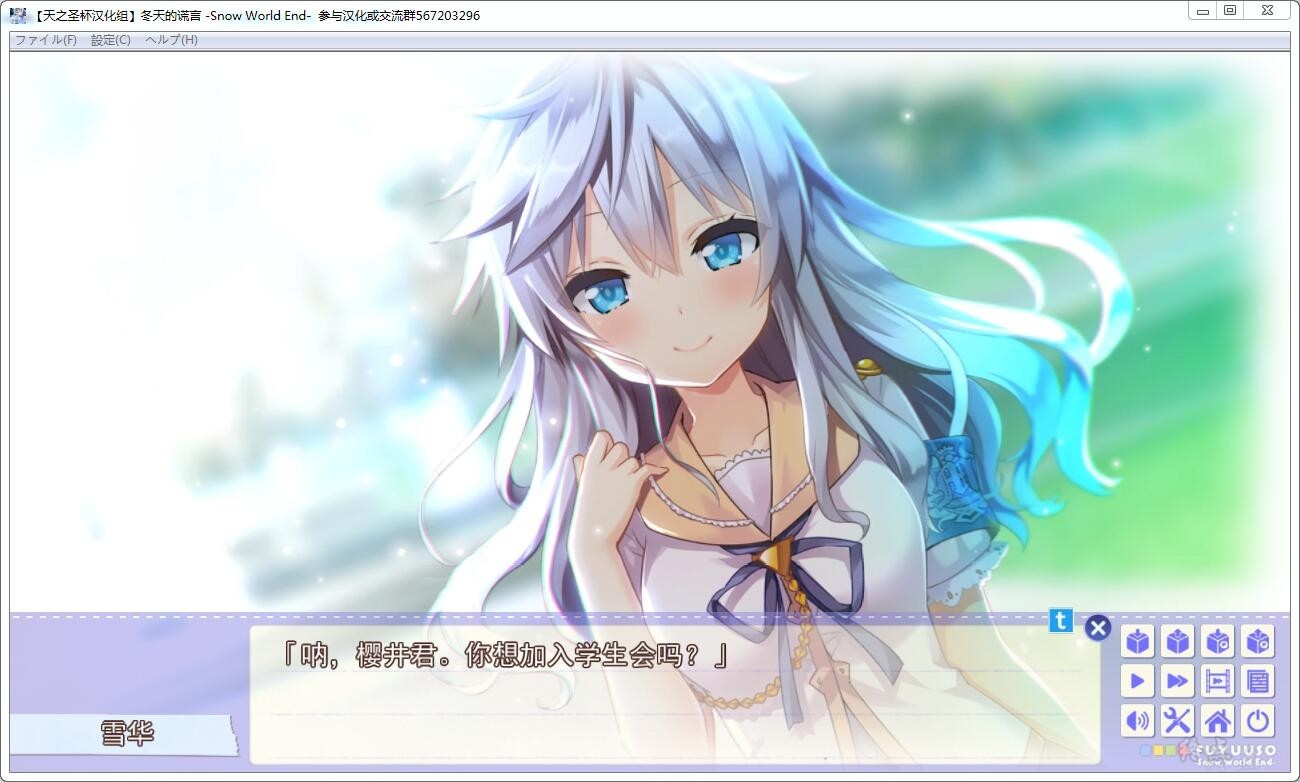 【天之圣杯汉化组】冬天的谎言 -Snow World End-  参与汉化或交流群567203296
ファイル(F)  設定(C)  ヘルプ(H)
t
「呐，樱井君。你想加入学生会吗？」
雪华
FUYUUSO
-Snow World End-